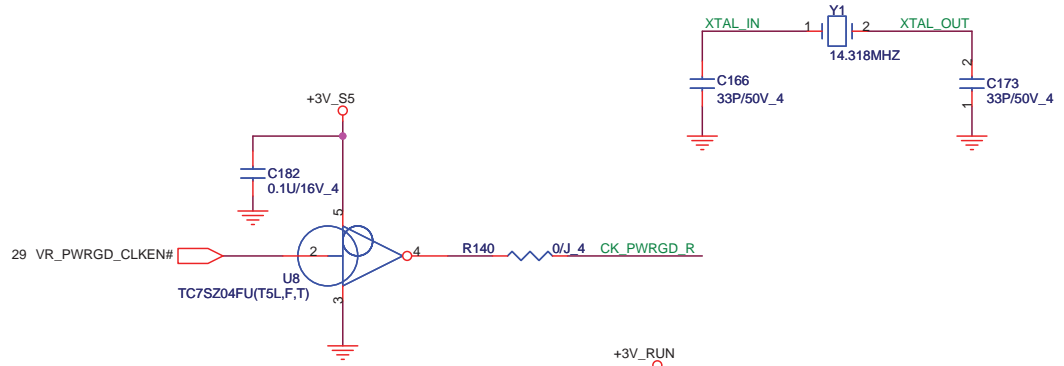 Y1
XTAL_IN 1 2 XTAL_OUT
14.318MHZ
C166
33P/50V_4
2
C173
33P/50V_4
1
+3V_S5
C182
0.1U/16V_4
5
29 VR_PWRGD_CLKEN# 2 4 R140 0/J_4 CK_PWRGD_R
U8
TC7SZ04FU(T5L,F,T)
3
+3V_RUN